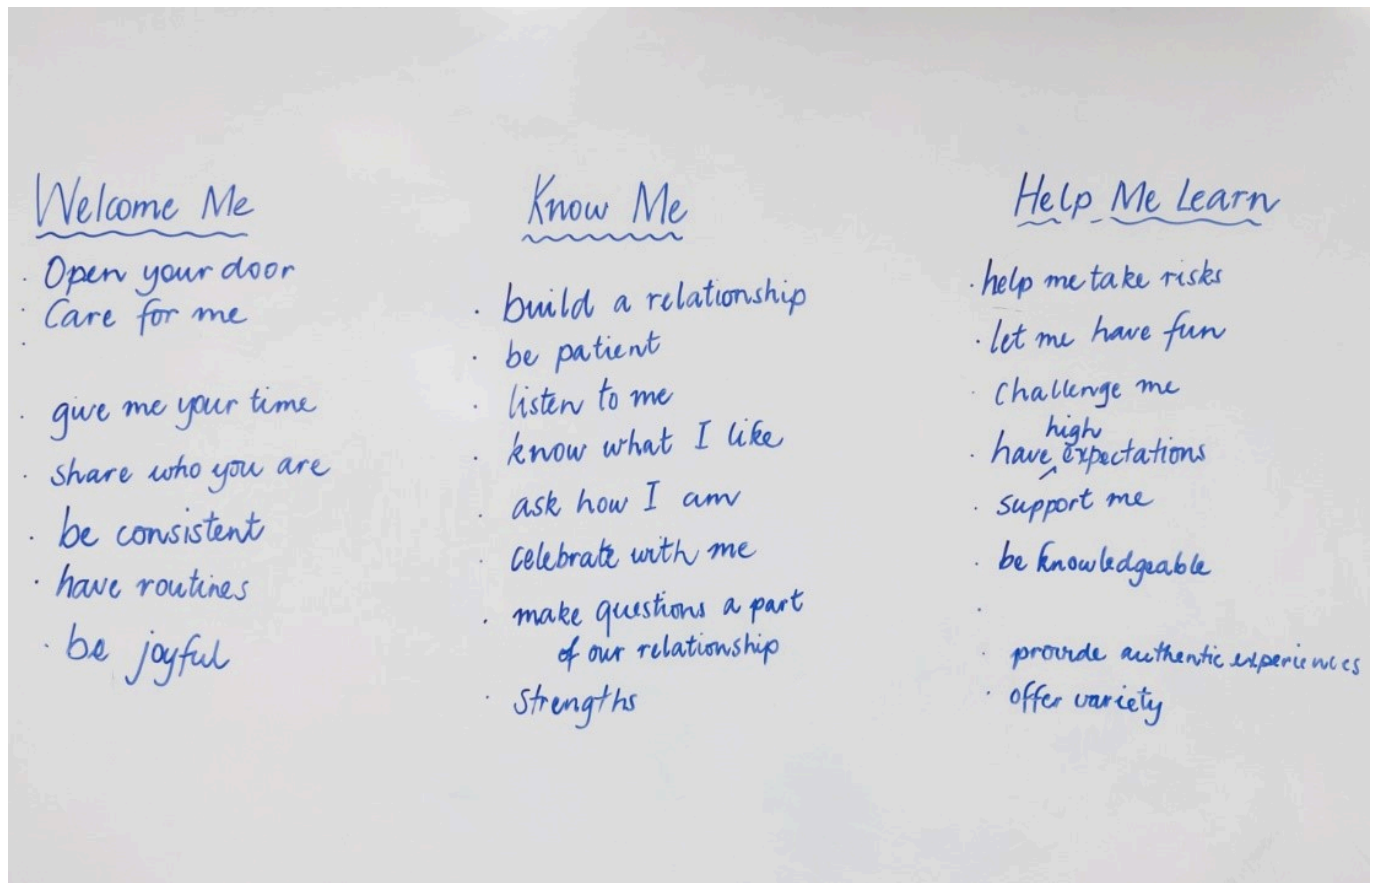 Welcome Me
· Open your door
· Care for me
·
· give me your time
· share who you are
· be consistent
· have routines
· be joyful
Know Me
· build a relationship
· be patient
· listen to me
· know what I like
· ask how I am
· celebrate with me
· make questions a part
of our relationship
· strengths
Help Me Learn
· help me take risks
· let me have fun
· challenge me
· have high expectations
· support me
· be knowledgeable
·
· provide authentic experiences
· offer variety